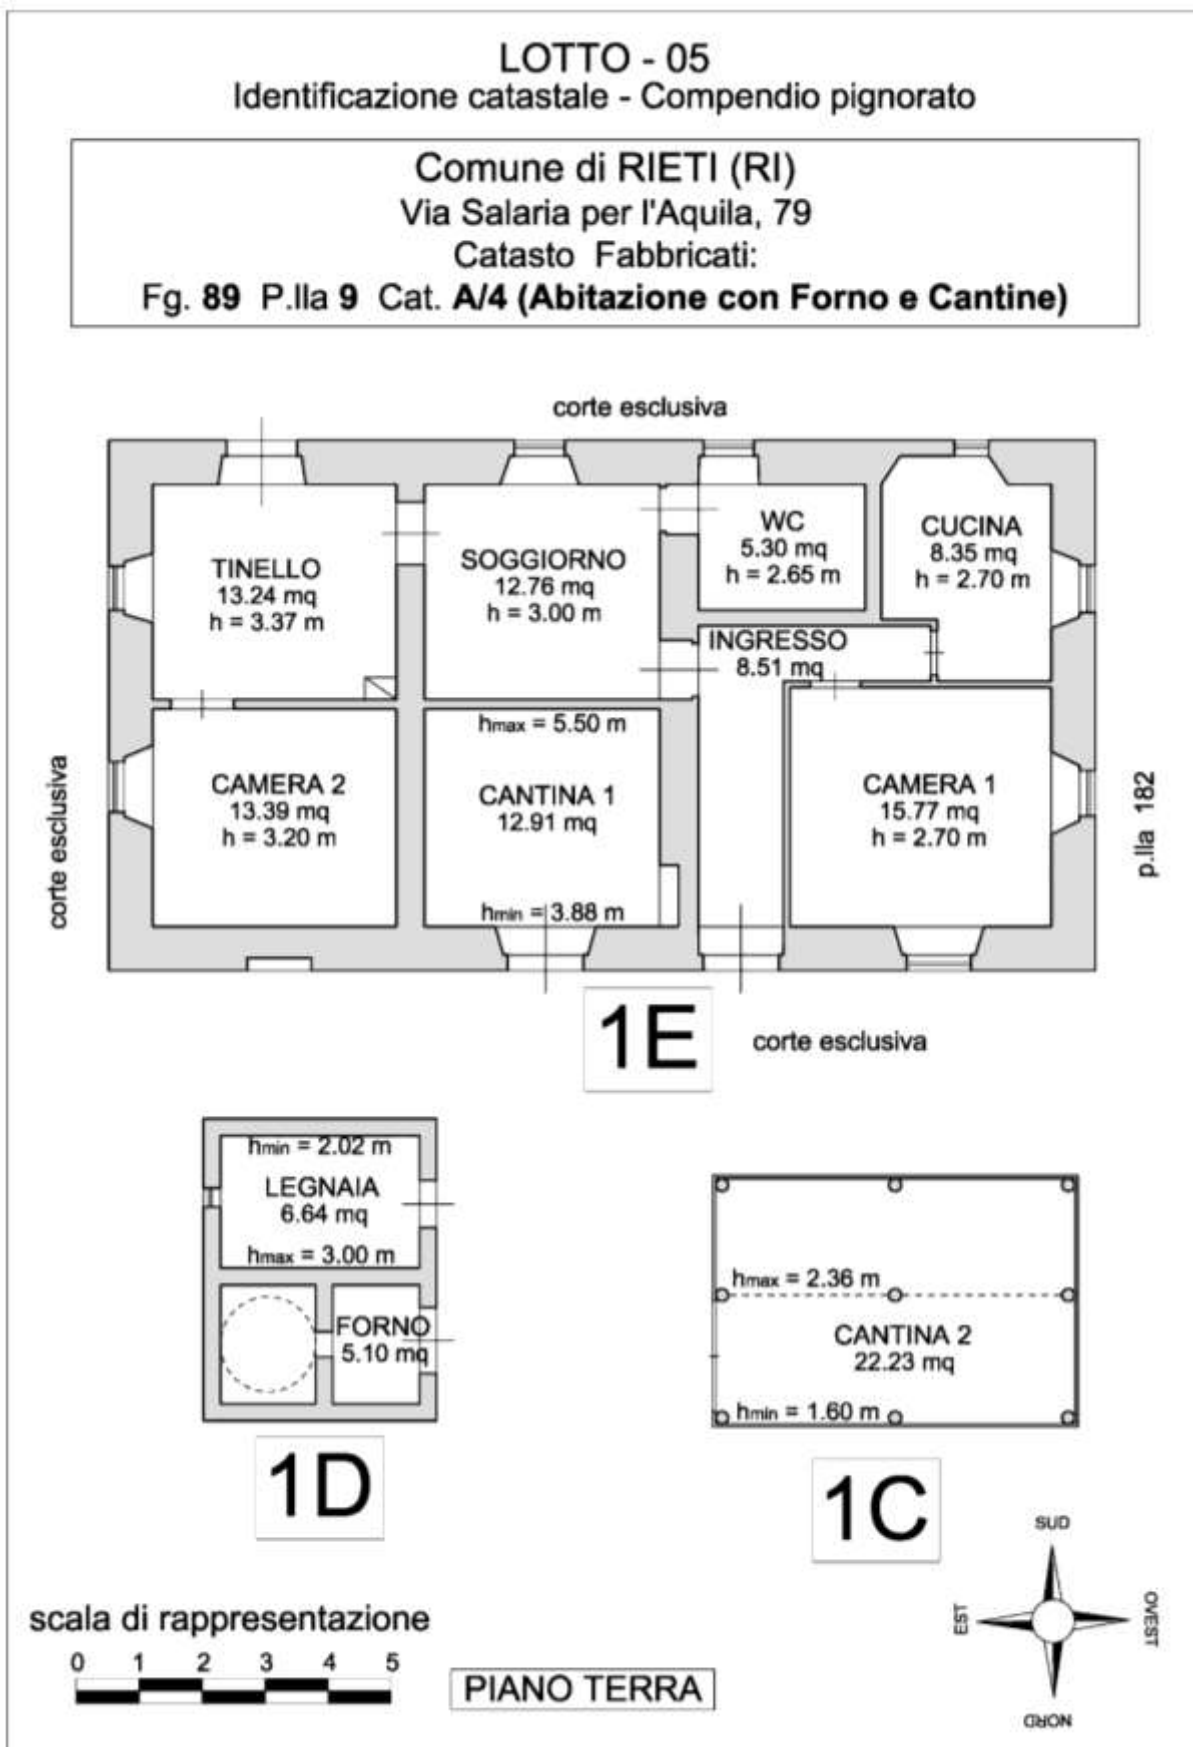 LOTTO - 05
Identificazione catastale - Compendio pignorato
Comune di RIETI (RI)
Via Salaria per l'Aquila, 79
Catasto Fabbricati:
Fg. 89 P.lla 9 Cat. A/4 (Abitazione con Forno e Cantine)
corte esclusiva
TINELLO
13.24 mq
h = 3.37 m
SOGGIORNO
12.76 mq
h = 3.00 m
WC
5.30 mq
h = 2.65 m
CUCINA
8.35 mq
h = 2.70 m
INGRESSO
8.51 mq
corte esclusiva
CAMERA 2
13.39 mq
h = 3.20 m
hmax = 5.50 m
CANTINA 1
12.91 mq
hmin = 3.88 m
CAMERA 1
15.77 mq
h = 2.70 m
p.lla 182
1E
corte esclusiva
hmin = 2.02 m
LEGNAIA
6.64 mq
hmax = 3.00 m
FORNO
5.10 mq
1D
hmax = 2.36 m
CANTINA 2
22.23 mq
hmin = 1.60 m
1C
SUD
EST
OVEST
NORD
scala di rappresentazione
0 1 2 3 4 5
PIANO TERRA